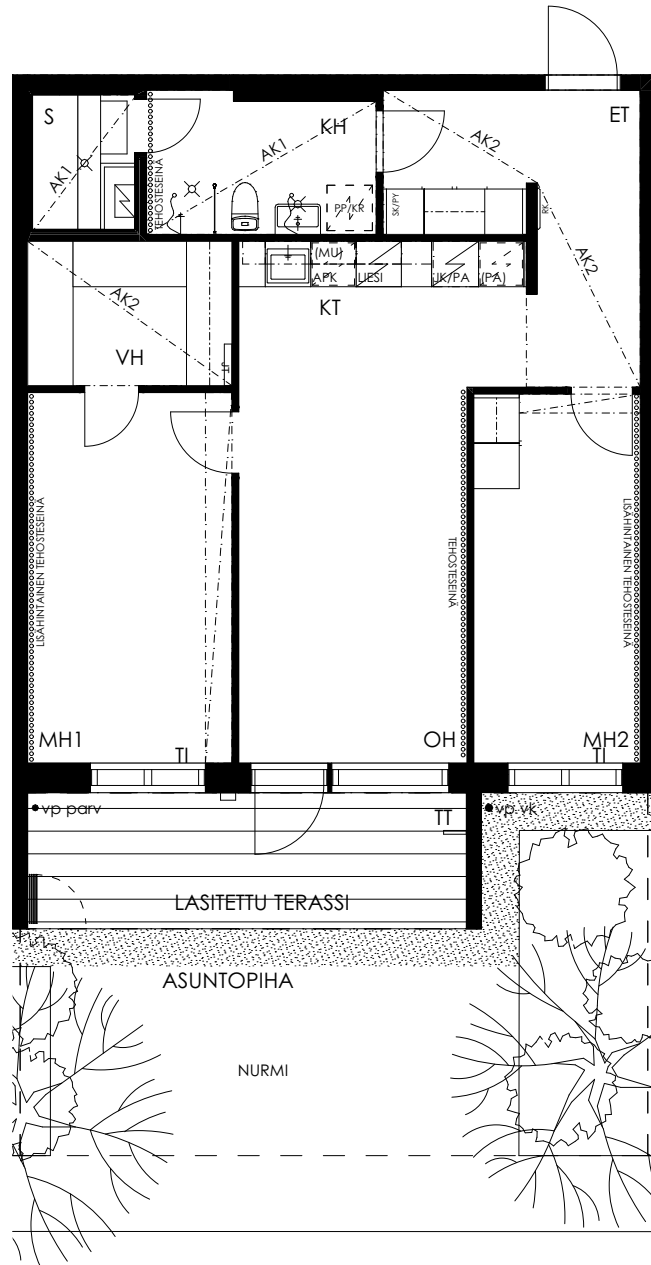 S
KH
ET
AK1
AK1
AK2
TEHOSTESEINÄ
PP/KR
SK/PY
RK
AK2
(MU)
APK
LIESI
JK/PA
(PA)
KT
AK2
VH
LISÄHINTAINEN TEHOSTESEINÄ
TEHOSTESEINÄ
LISÄHINTAINEN TEHOSTESEINÄ
MH1
TI
OH
MH2
TI
vp parv
TT
vp vk
LASITETTU TERASSI
ASUNTOPIHA
NURMI